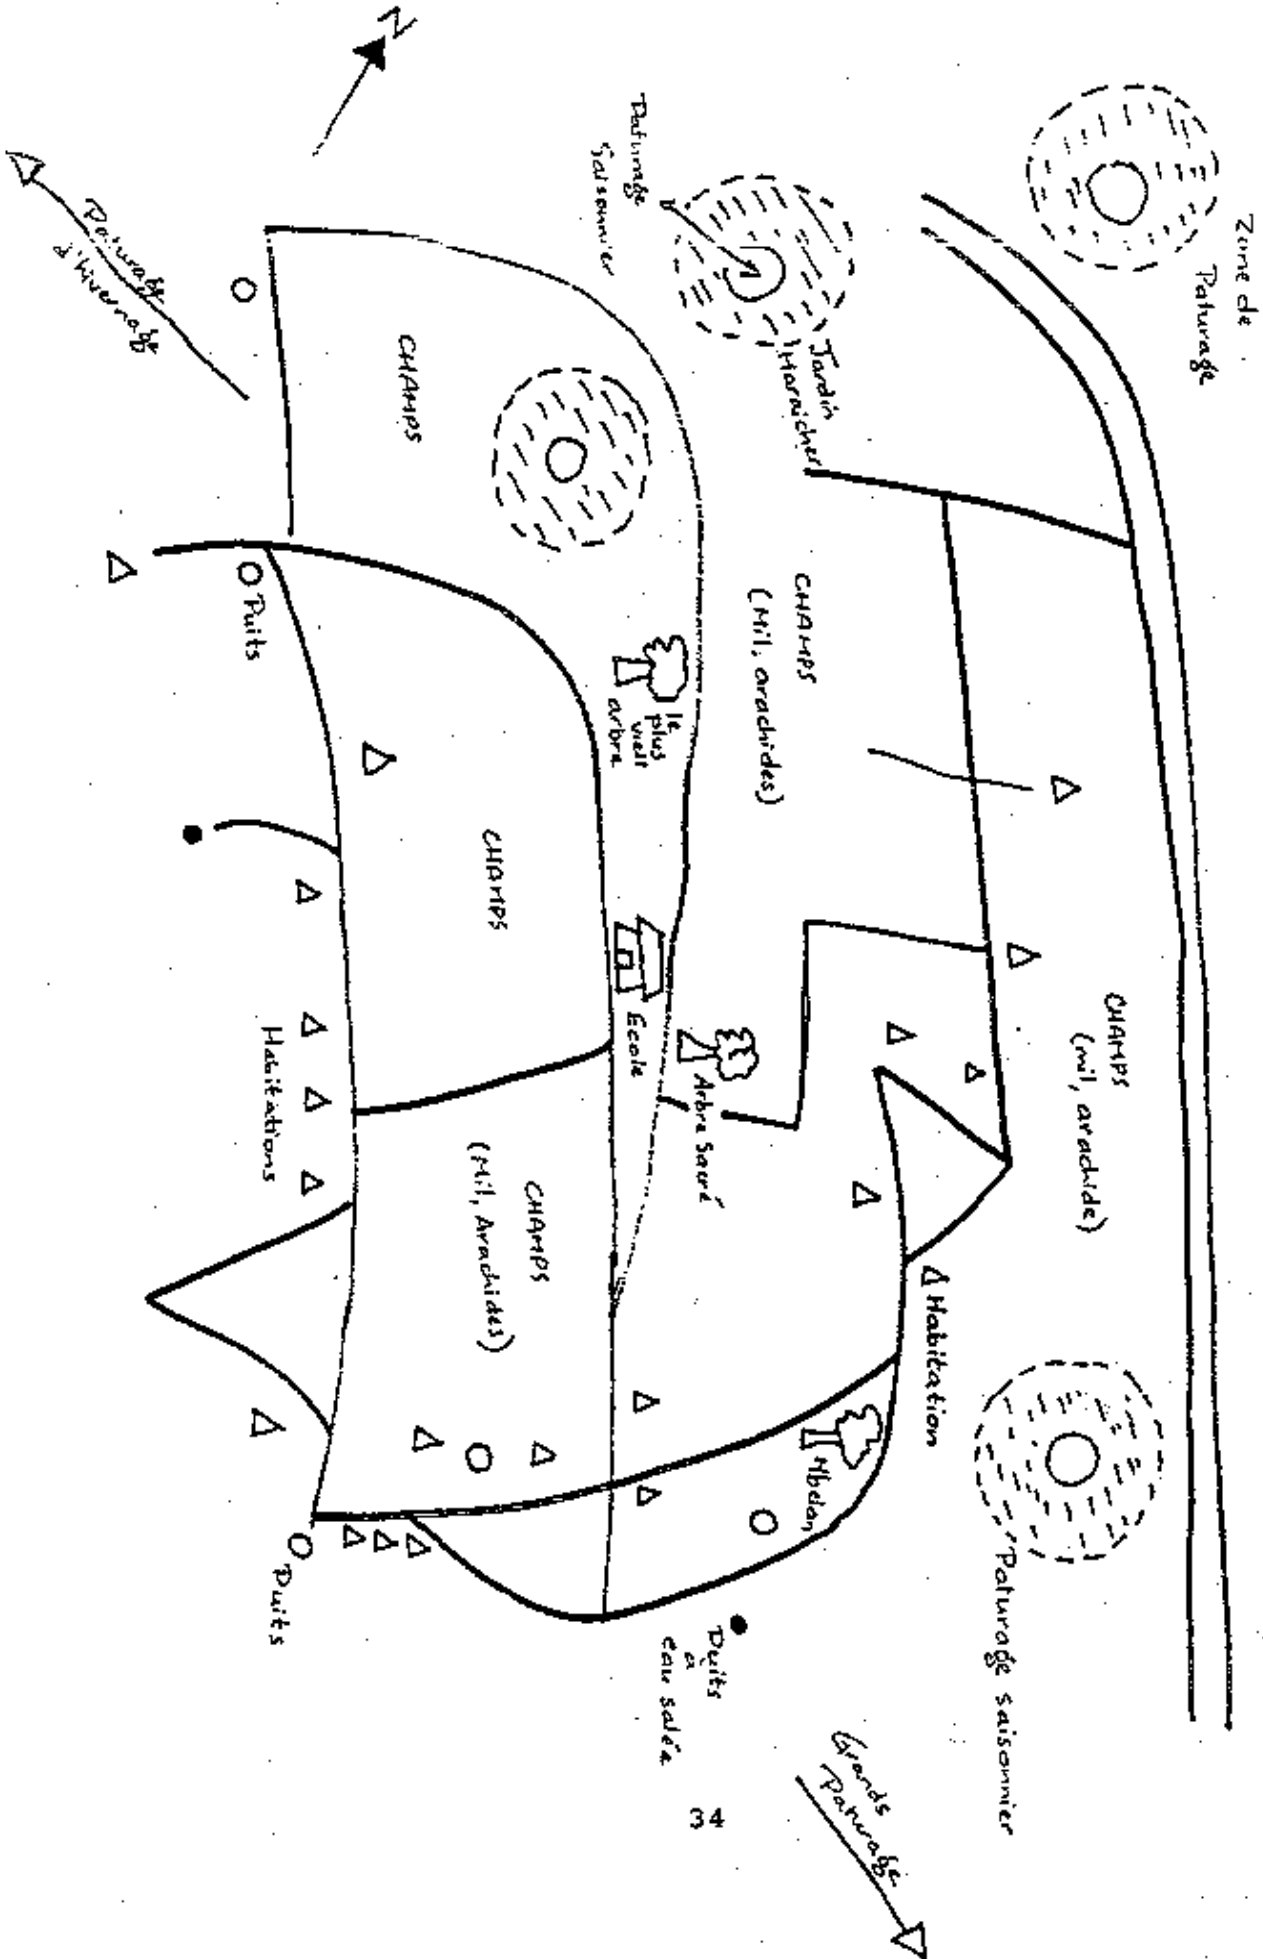 N
Zone de
Paturage
Paturage
Saisonnier
Jardin
Maraicher
Paturage
CHAMPS
CHAMPS
(Mil, arachides)
Puits
le
plus
vieil
arbre
CHAMPS
Ecole
Arbre Sacré
CHAMPS
(mil, arachide)
Habitations
CHAMPS
(Mil, Arachides)
Habitation
Mbdan
Paturage saisonnier
Puits
Puits
a
eau salée
Grands
Paturage
34